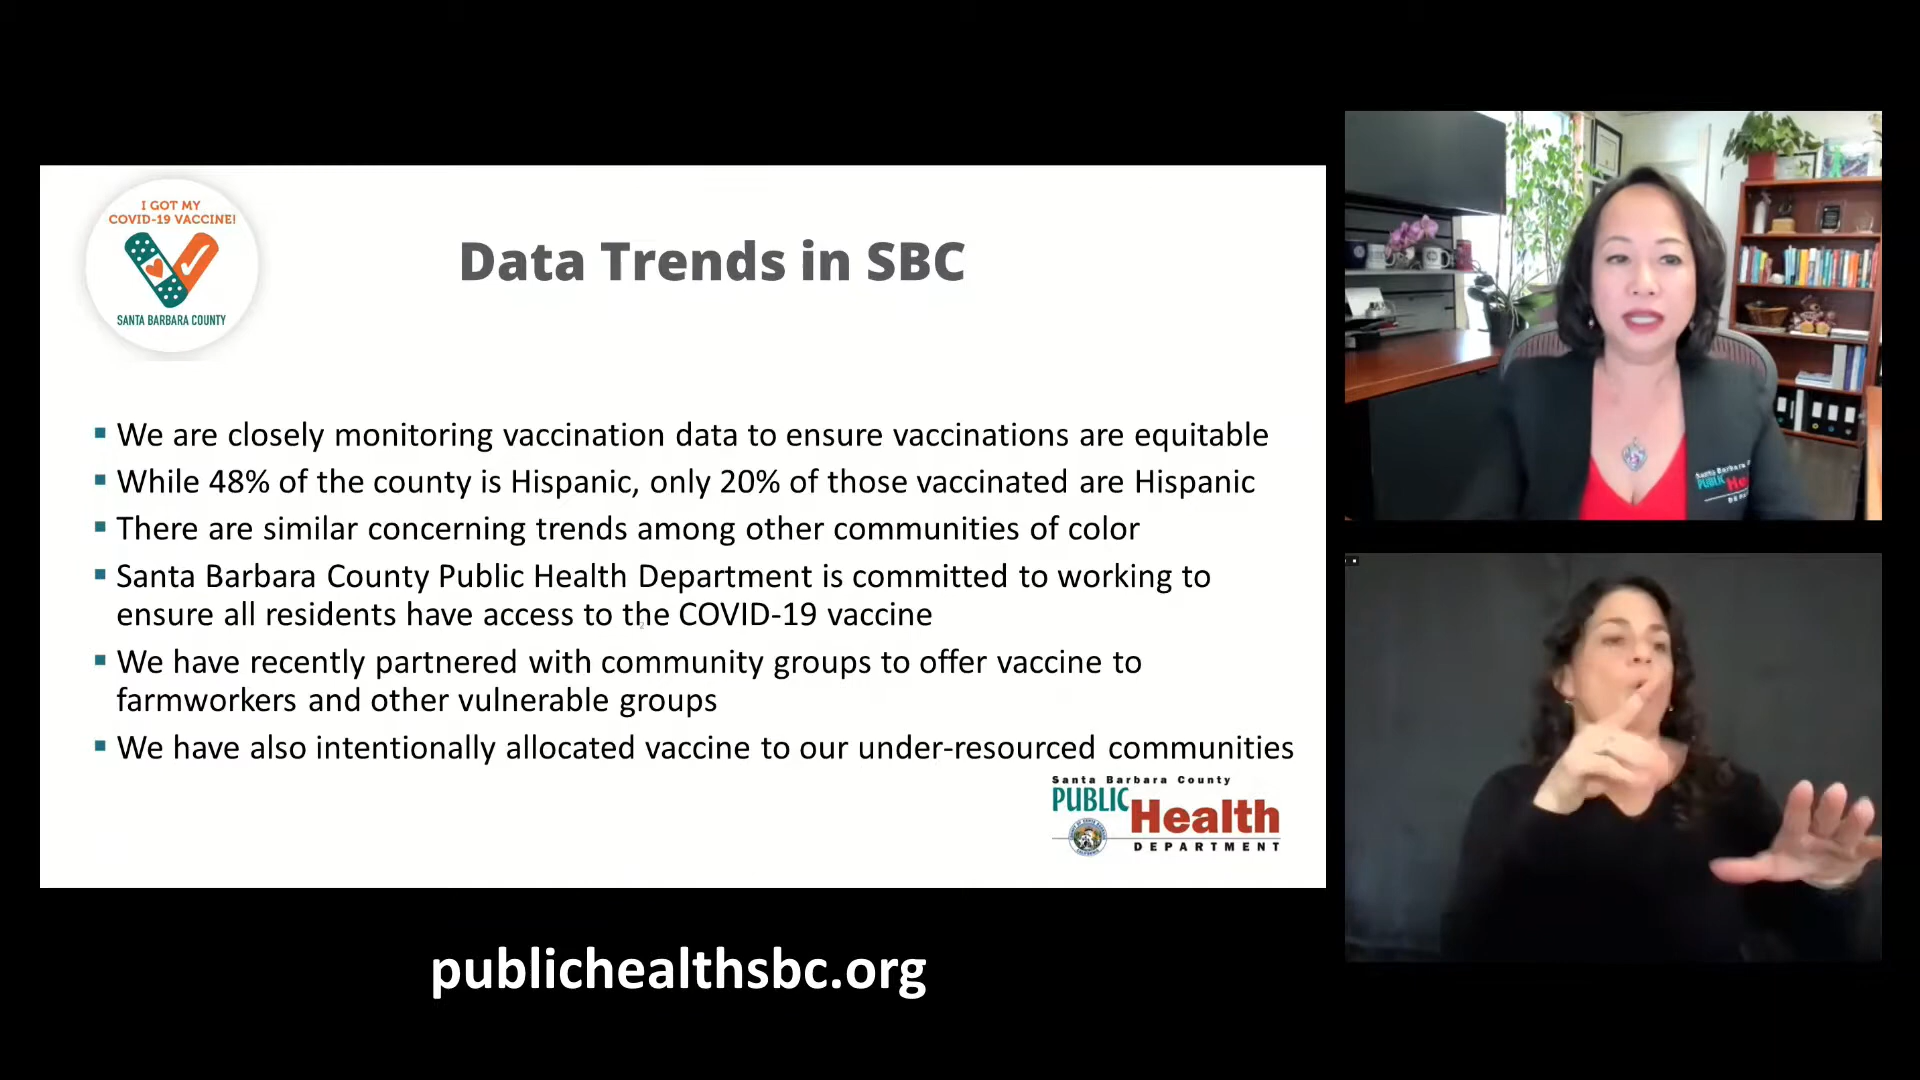 I GOT MY
COVID-19 VACCINE!
SANTA BARBARA COUNTY
Data Trends in SBC
We are closely monitoring vaccination data to ensure vaccinations are equitable
While 48% of the county is Hispanic, only 20% of those vaccinated are Hispanic
There are similar concerning trends among other communities of color
Santa Barbara County Public Health Department is committed to working to
ensure all residents have access to the COVID-19 vaccine
We have recently partnered with community groups to offer vaccine to
farmworkers and other vulnerable groups
We have also intentionally allocated vaccine to our under-resourced communities
Santa Barbara County
PUBLIC Health
DEPARTMENT
publichealthsbc.org
Santa Barbara
PUBLIC He